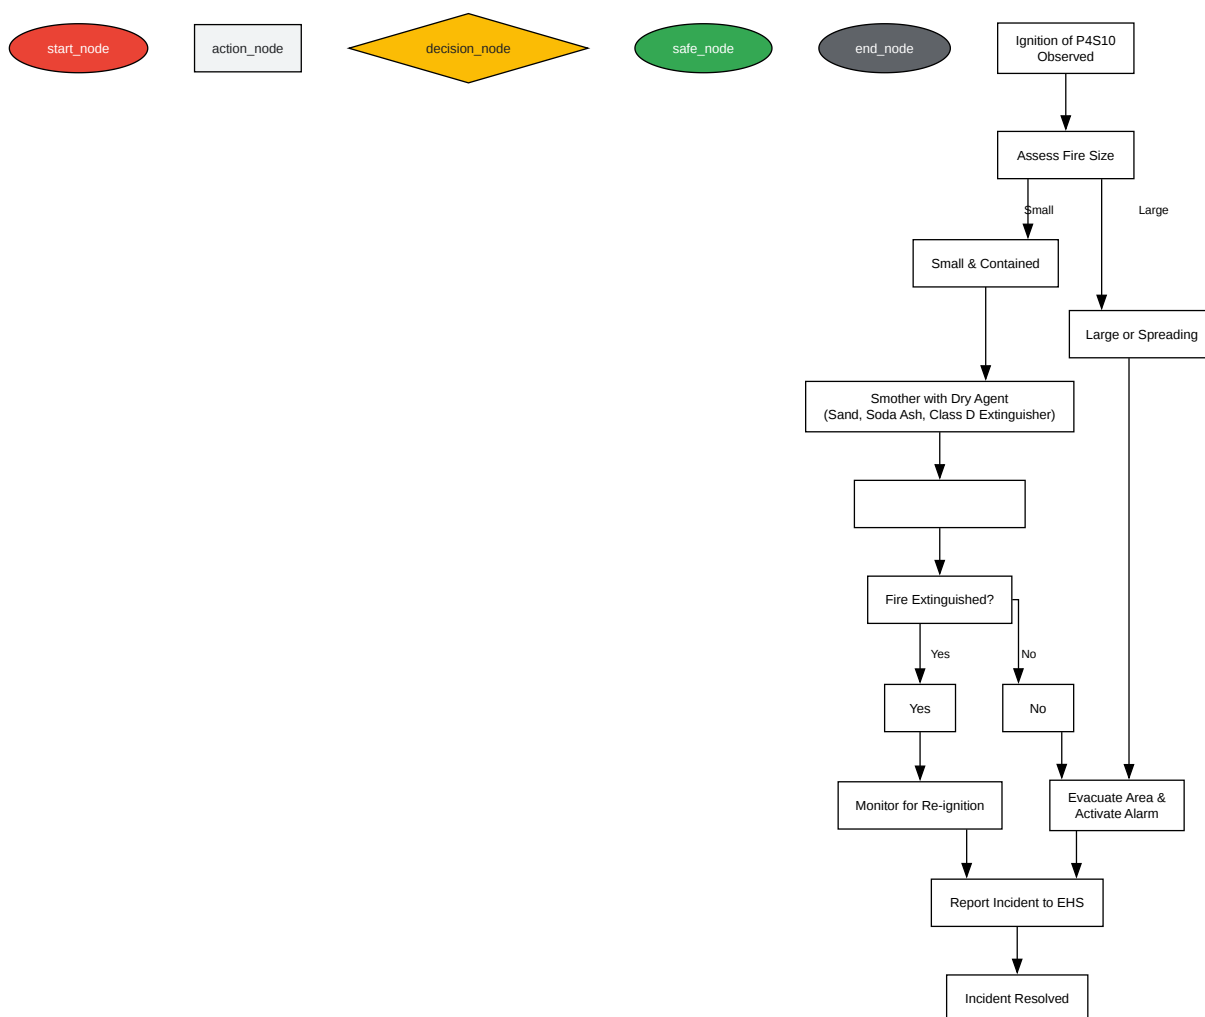 start_node
action_node
decision_node
safe_node
end_node
Ignition of P4S10
Observed
Assess Fire Size
Small
Large
Small & Contained
Large or Spreading
Smother with Dry Agent
(Sand, Soda Ash, Class D Extinguisher)
Fire Extinguished?
Yes
No
Yes
No
Monitor for Re-ignition
Evacuate Area &
Activate Alarm
Report Incident to EHS
Incident Resolved